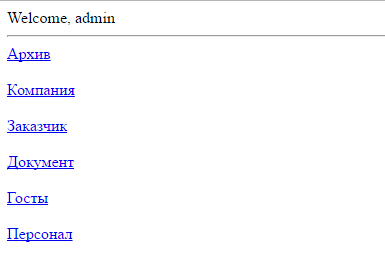 Welcome, admin
Архив
Компания
Заказчик
Документ
Госты
Персонал